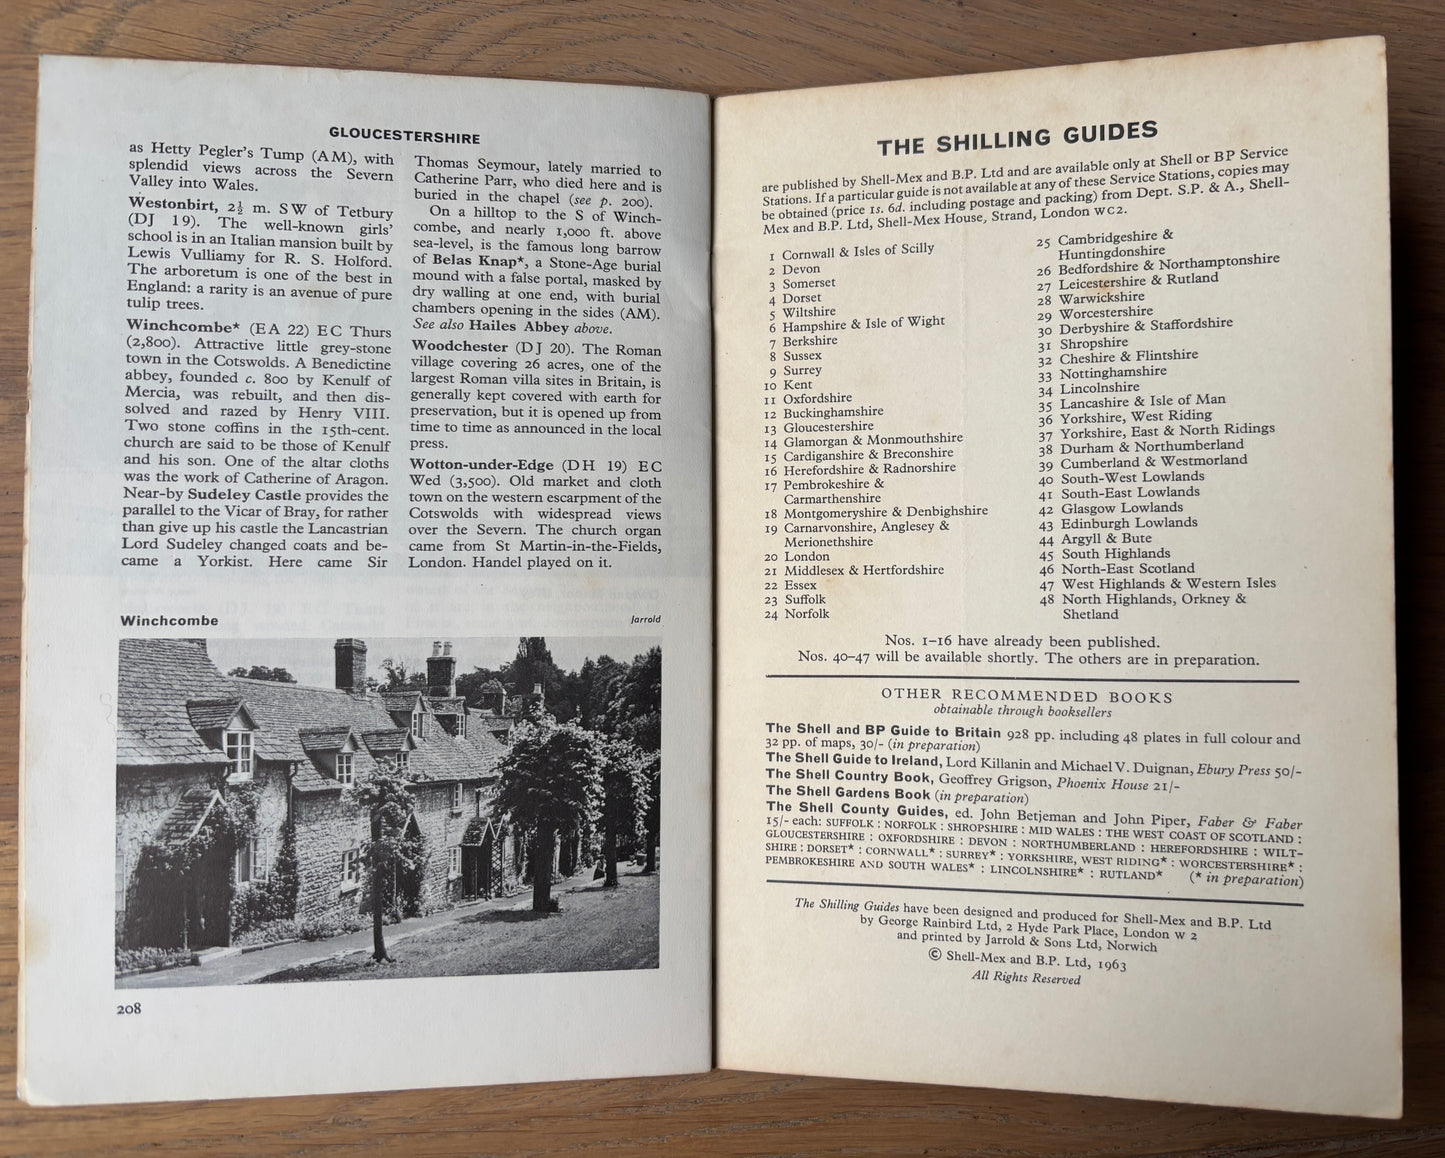 GLOUCESTERSHIRE
as Hetty Pegler's Tump (AM), with
splendid views across the Severn
Valley into Wales.
Westonbirt, 2½ m. SW of Tetbury
(DJ 19). The well-known girls'
school is in an Italian mansion built by
Lewis Vulliamy for R. S. Holford.
The arboretum is one of the best in
England: a rarity is an avenue of pure
tulip trees.
Winchcombe* (EA 22) EC Thurs
(2,800). Attractive little grey-stone
town in the Cotswolds. A Benedictine
abbey, founded c. 800 by Kenulf of
Mercia, was rebuilt, and then dis-
solved and razed by Henry VIII.
Two stone coffins in the 15th-cent.
church are said to be those of Kenulf
and his son. One of the altar cloths
was the work of Catherine of Aragon.
Near-by Sudeley Castle provides the
parallel to the Vicar of Bray, for rather
than give up his castle the Lancastrian
Lord Sudeley changed coats and be-
came a Yorkist. Here came Sir
Thomas Seymour, lately married to
Catherine Parr, who died here and is
buried in the chapel (see p. 200).
On a hilltop to the S of Winch-
combe, and nearly 1,000 ft. above
sea-level, is the famous long barrow
of Belas Knap*, a Stone-Age burial
mound with a false portal, masked by
dry walling at one end, with burial
chambers opening in the sides (AM).
See also Hailes Abbey above.
Woodchester (DJ 20). The Roman
village covering 26 acres, one of the
largest Roman villa sites in Britain, is
generally kept covered with earth for
preservation, but it is opened up from
time to time as announced in the local
press.
Wotton-under-Edge (DH 19) EC
Wed (3,500). Old market and cloth
town on the western escarpment of the
Cotswolds with widespread views
over the Severn. The church organ
came from St Martin-in-the-Fields,
London. Handel played on it.
Winchcombe
Jarrold
208
THE SHILLING GUIDES
are published by Shell-Mex and B.P. Ltd and are available only at Shell or BP Service
Stations. If a particular guide is not available at any of these Service Stations, copies may
be obtained (price 1s. 6d. including postage and packing) from Dept. S.P. & A., Shell-
Mex and B.P. Ltd, Shell-Mex House, Strand, London WC2.
1 Cornwall & Isles of Scilly
2 Devon
3 Somerset
4 Dorset
5 Wiltshire
6 Hampshire & Isle of Wight
7 Berkshire
8 Sussex
9 Surrey
10 Kent
11 Oxfordshire
12 Buckinghamshire
13 Gloucestershire
14 Glamorgan & Monmouthshire
15 Cardiganshire & Breconshire
16 Herefordshire & Radnorshire
17 Pembrokeshire &
Carmarthenshire
18 Montgomeryshire & Denbighshire
19 Carnarvonshire, Anglesey &
Merionethshire
20 London
21 Middlesex & Hertfordshire
22 Essex
23 Suffolk
24 Norfolk
25 Cambridgeshire &
Huntingdonshire
26 Bedfordshire & Northamptonshire
27 Leicestershire & Rutland
28 Warwickshire
29 Worcestershire
30 Derbyshire & Staffordshire
31 Shropshire
32 Cheshire & Flintshire
33 Nottinghamshire
34 Lincolnshire
35 Lancashire & Isle of Man
36 Yorkshire, West Riding
37 Yorkshire, East & North Ridings
38 Durham & Northumberland
39 Cumberland & Westmorland
40 South-West Lowlands
41 South-East Lowlands
42 Glasgow Lowlands
43 Edinburgh Lowlands
44 Argyll & Bute
45 South Highlands
46 North-East Scotland
47 West Highlands & Western Isles
48 North Highlands, Orkney &
Shetland
Nos. 1–16 have already been published.
Nos. 40–47 will be available shortly. The others are in preparation.
OTHER RECOMMENDED BOOKS
obtainable through booksellers
The Shell and BP Guide to Britain 928 pp. including 48 plates in full colour and
32 pp. of maps, 30/- (in preparation)
The Shell Guide to Ireland, Lord Killanin and Michael V. Duignan, Ebury Press 50/-
The Shell Country Book, Geoffrey Grigson, Phoenix House 21/-
The Shell Gardens Book (in preparation)
The Shell County Guides, ed. John Betjeman and John Piper, Faber & Faber
15/- each: SUFFOLK : NORFOLK : SHROPSHIRE : MID WALES : THE WEST COAST OF SCOTLAND :
GLOUCESTERSHIRE : OXFORDSHIRE : DEVON : NORTHUMBERLAND : HEREFORDSHIRE : WILT-
SHIRE : DORSET* : CORNWALL* : SURREY* : YORKSHIRE, WEST RIDING* : WORCESTERSHIRE* :
PEMBROKESHIRE AND SOUTH WALES* : LINCOLNSHIRE* : RUTLAND* (* in preparation)
The Shilling Guides have been designed and produced for Shell-Mex and B.P. Ltd
by George Rainbird Ltd, 2 Hyde Park Place, London W 2
and printed by Jarrold & Sons Ltd, Norwich
© Shell-Mex and B.P. Ltd, 1963
All Rights Reserved